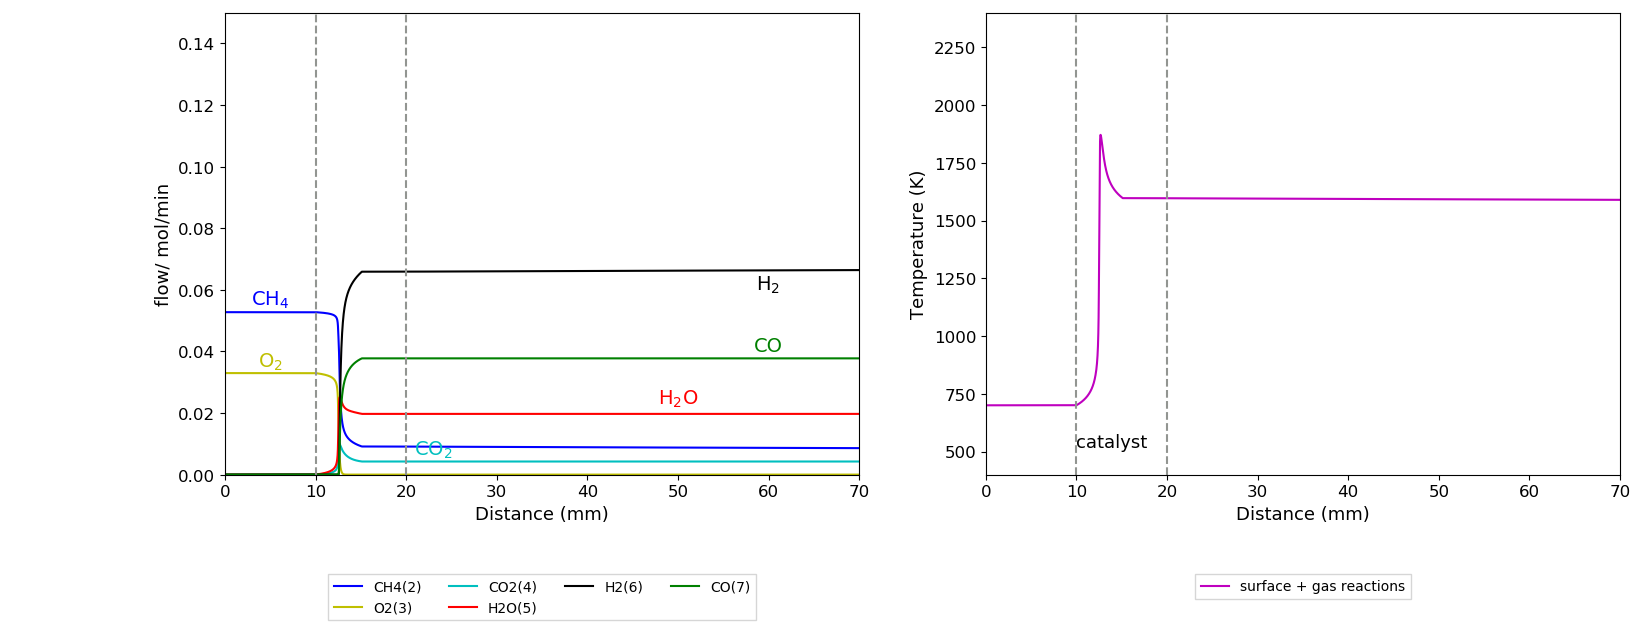 0.14
0.12
0.10
0.08
0.06
0.04
0.02
0.00
flow/ mol/min
CH₄
O₂
H₂
CO
H₂O
CO₂
0 10 20 30 40 50 60 70
Distance (mm)
CH4(2) CO2(4) H2(6) CO(7)
O2(3) H2O(5)
2250
2000
1750
1500
1250
1000
750
500
Temperature (K)
catalyst
0 10 20 30 40 50 60 70
Distance (mm)
surface + gas reactions